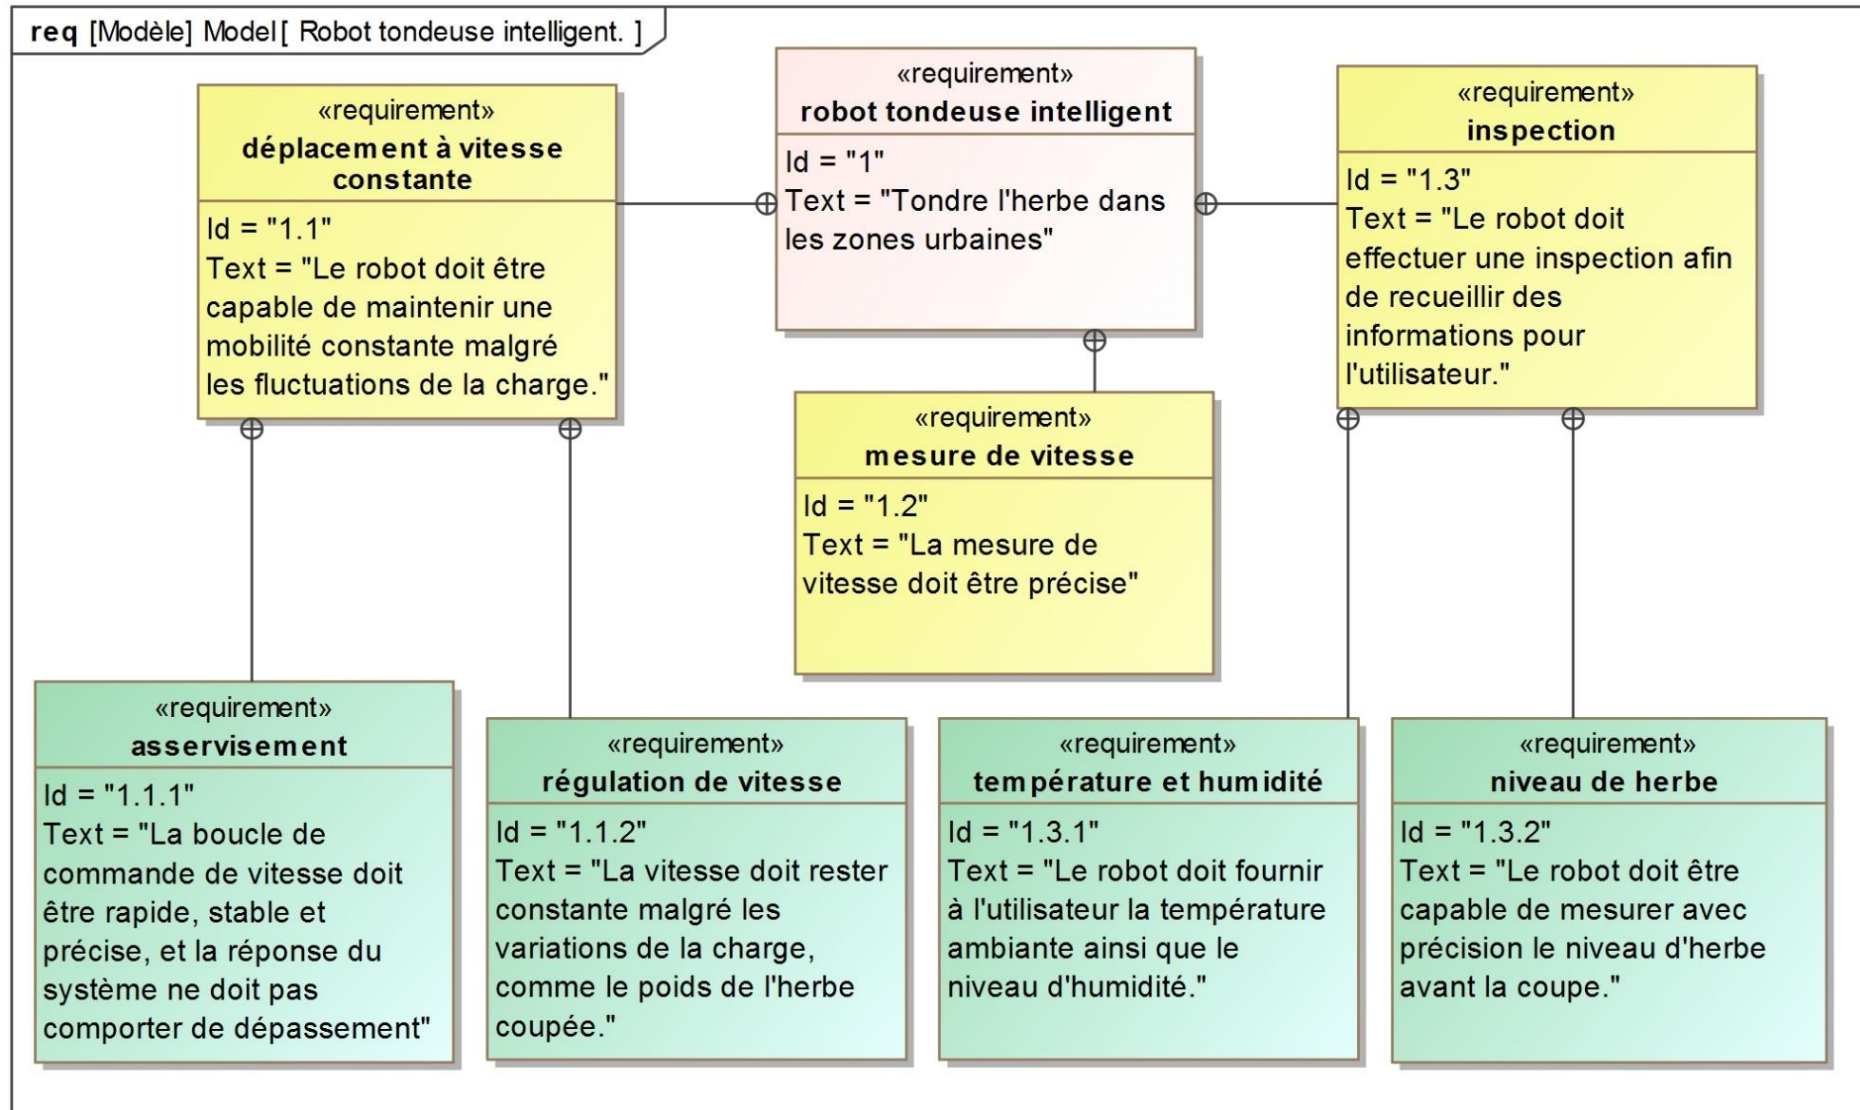 req [Modèle] Model[ Robot tondeuse intelligent. ]
«requirement»
robot tondeuse intelligent
Id = "1"
Text = "Tondre l'herbe dans
les zones urbaines"
«requirement»
déplacement à vitesse
constante
Id = "1.1"
Text = "Le robot doit être
capable de maintenir une
mobilité constante malgré
les fluctuations de la charge."
«requirement»
mesure de vitesse
Id = "1.2"
Text = "La mesure de
vitesse doit être précise"
«requirement»
inspection
Id = "1.3"
Text = "Le robot doit
effectuer une inspection afin
de recueillir des
informations pour
l'utilisateur."
«requirement»
asservisement
Id = "1.1.1"
Text = "La boucle de
commande de vitesse doit
être rapide, stable et
précise, et la réponse du
système ne doit pas
comporter de dépassement"
«requirement»
régulation de vitesse
Id = "1.1.2"
Text = "La vitesse doit rester
constante malgré les
variations de la charge,
comme le poids de l'herbe
coupée."
«requirement»
température et humidité
Id = "1.3.1"
Text = "Le robot doit fournir
à l'utilisateur la température
ambiante ainsi que le
niveau d'humidité."
«requirement»
niveau de herbe
Id = "1.3.2"
Text = "Le robot doit être
capable de mesurer avec
précision le niveau d'herbe
avant la coupe."